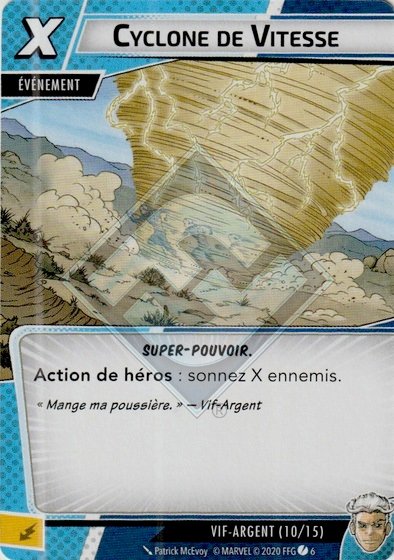 X
CYCLONE DE VITESSE
ÉVÉNEMENT
SUPER-POUVOIR.
Action de héros : sonnez X ennemis.
« Mange ma poussière. » – Vif-Argent
VIF-ARGENT (10/15)
Patrick McEvoy © MARVEL © 2020 FFG 6